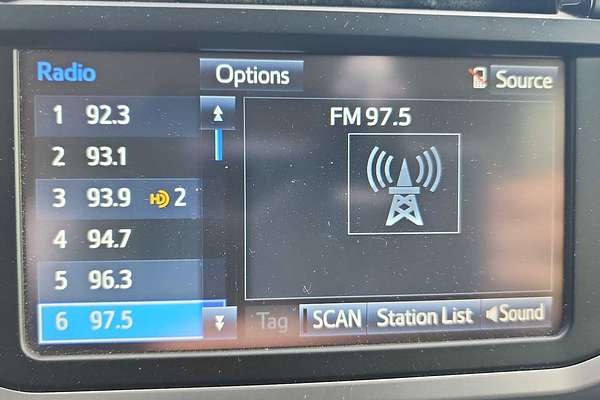 Radio Options Source
1 92.3
2 93.1
3 93.9 HD 2
4 94.7
5 96.3
6 97.5
FM 97.5
Tag SCAN Station List Sound